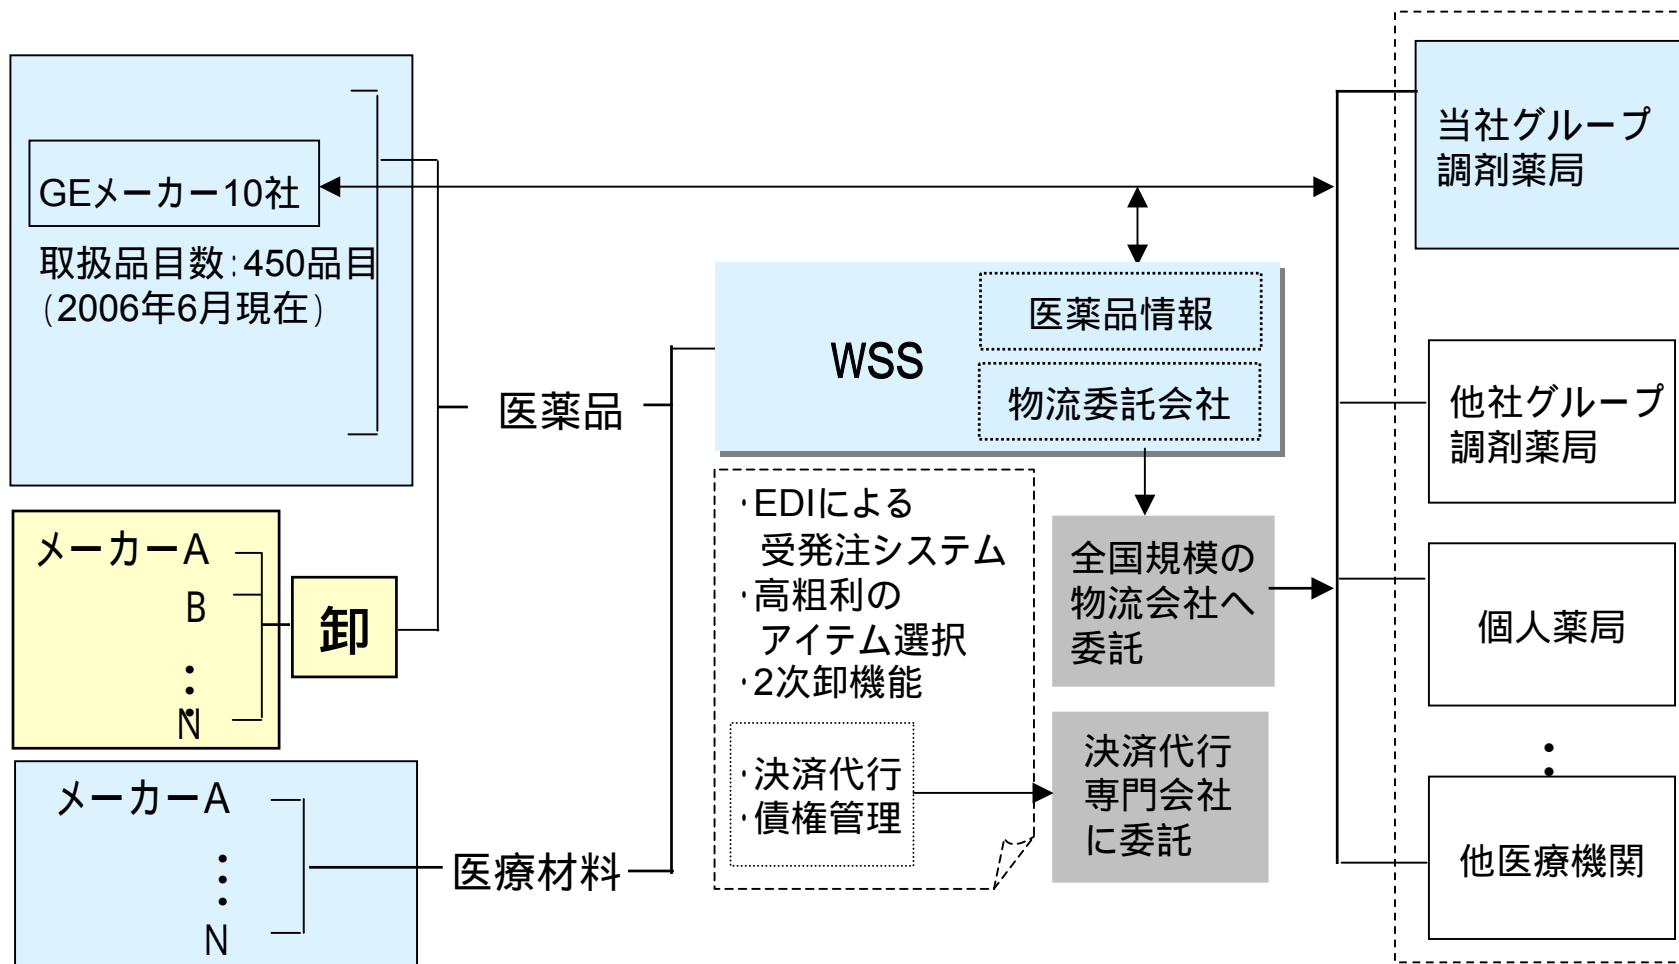 GEメーカー10社
取扱品目数:450品目
(2006年6月現在)
メーカーA
B
N
卸
メーカーA
N
医薬品
医療材料
WSS
医薬品情報
物流委託会社
・EDIによる
受発注システム
・高粗利の
アイテム選択
・2次卸機能
・決済代行
・債権管理
全国規模の
物流会社へ
委託
決済代行
専門会社
に委託
当社グループ
調剤薬局
他社グループ
調剤薬局
個人薬局
他医療機関